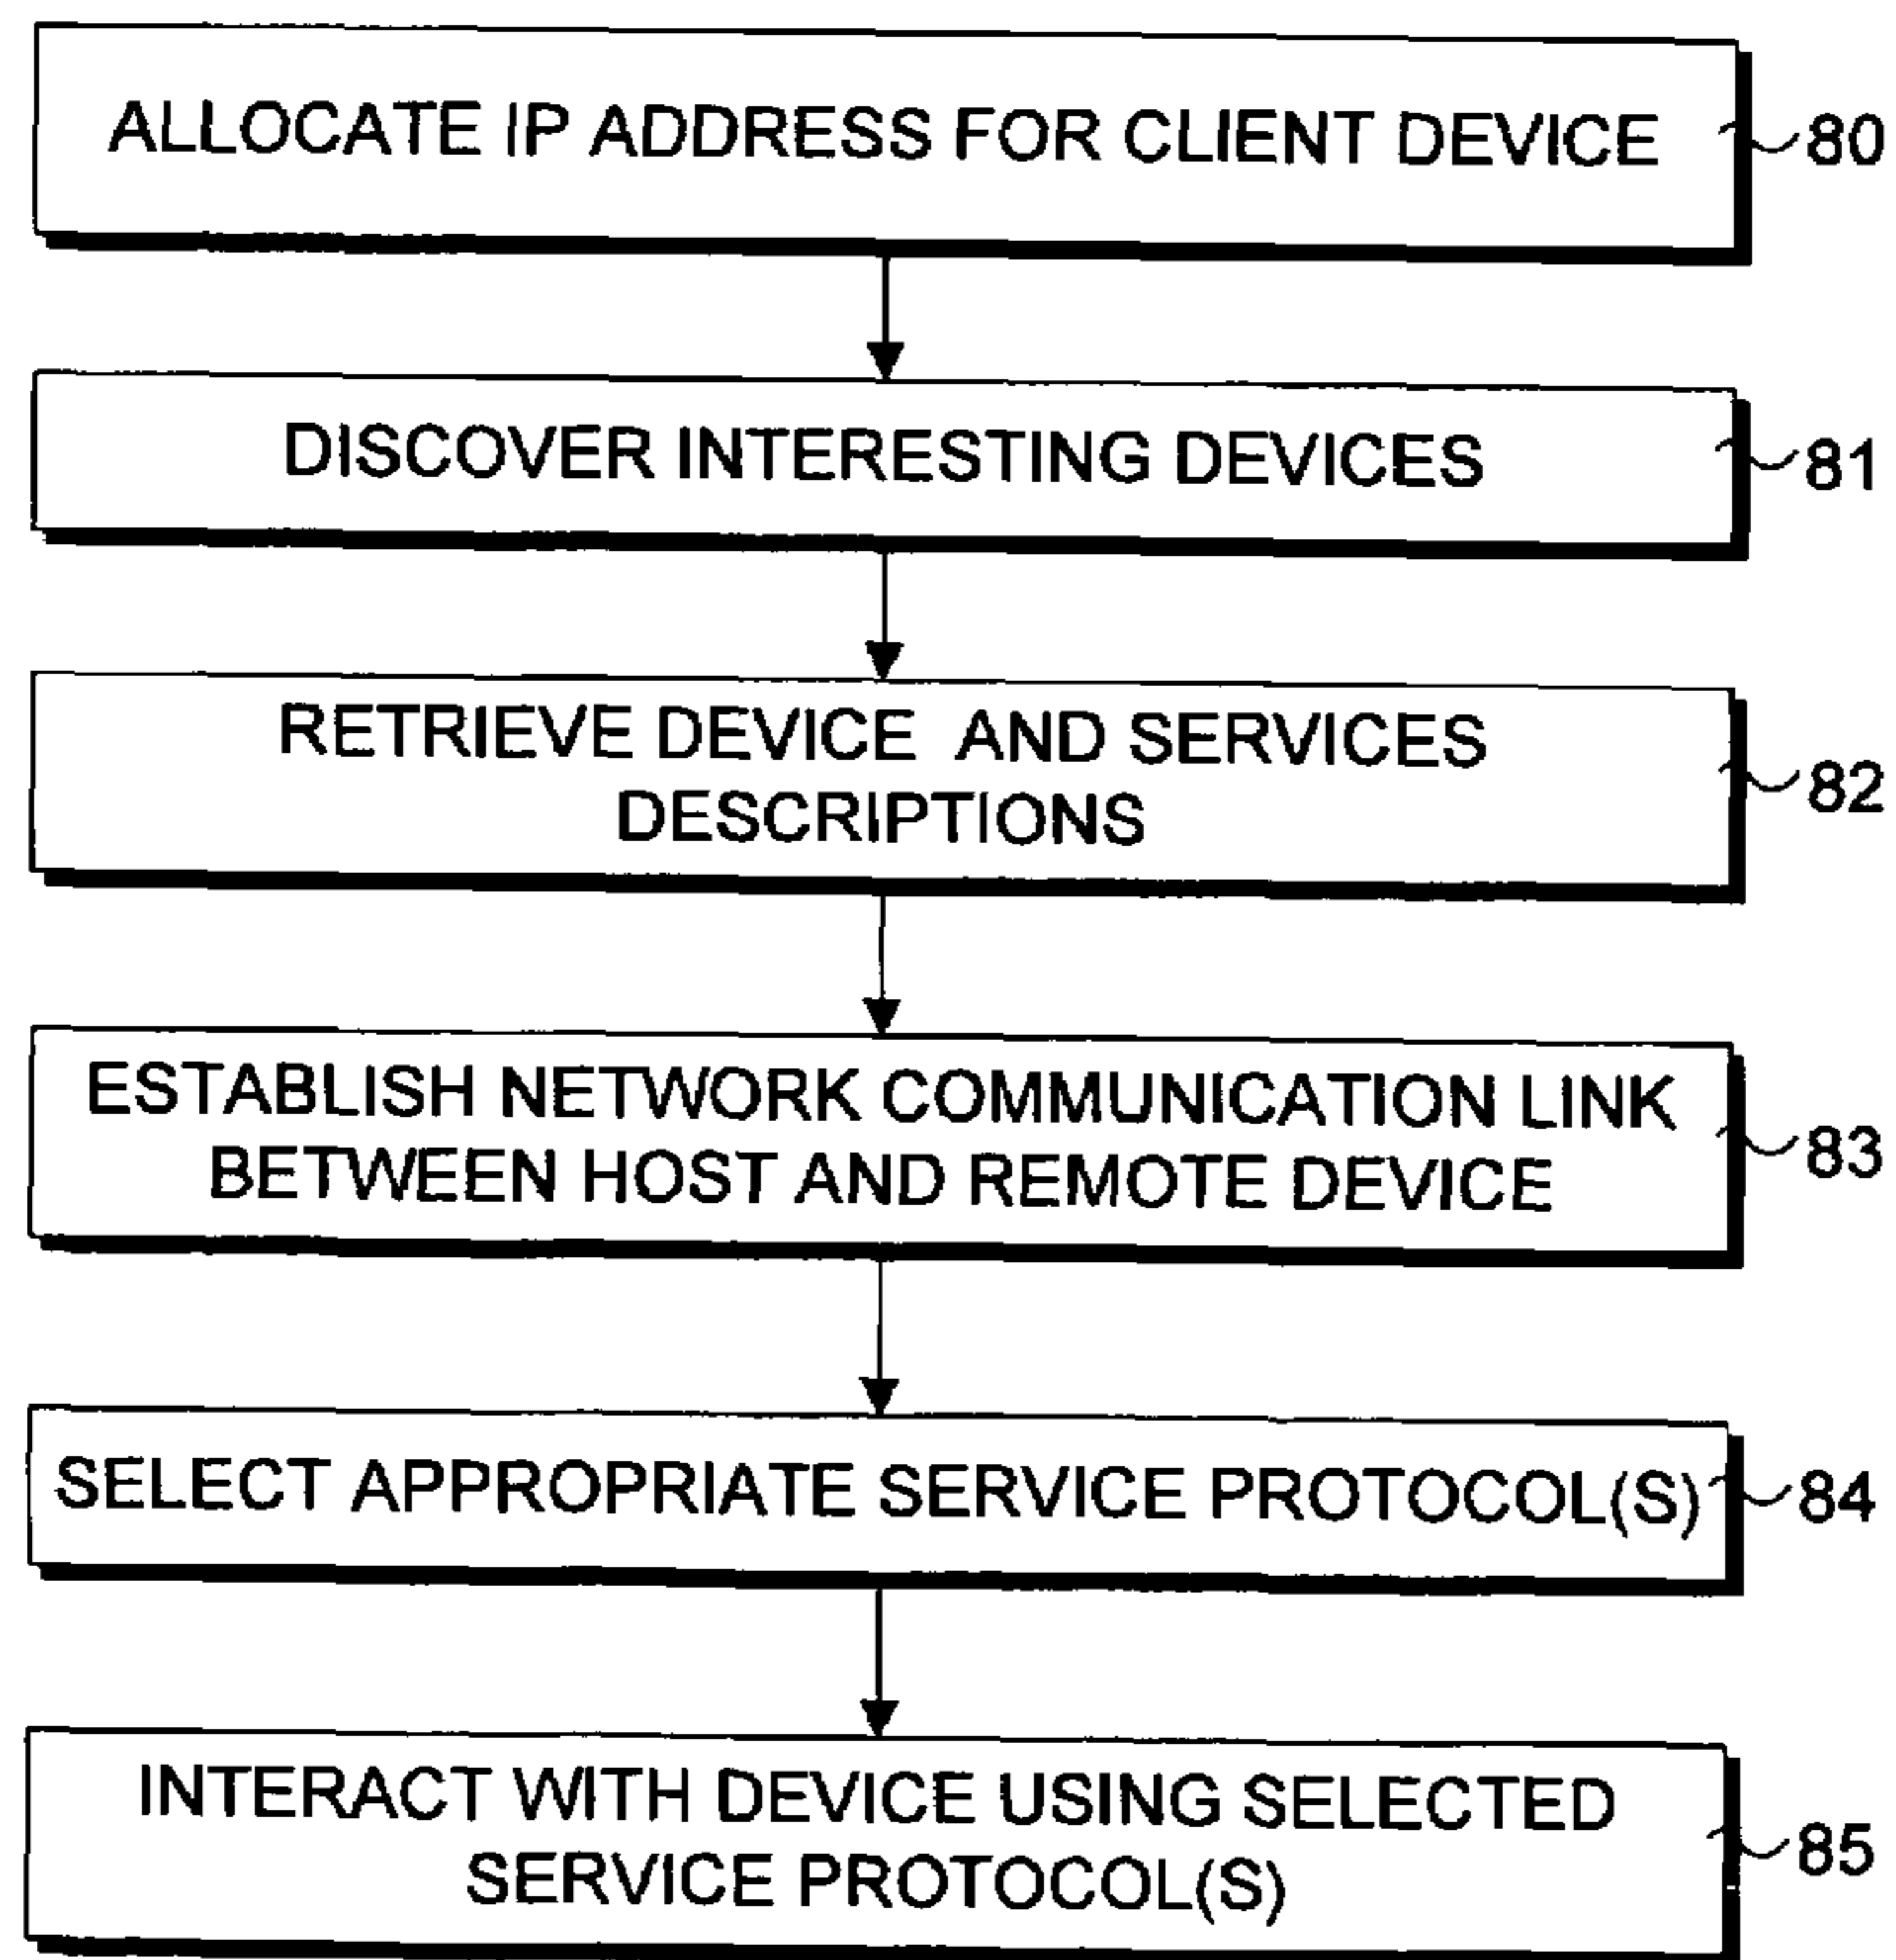 ALLOCATE IP ADDRESS FOR CLIENT DEVICE
80
DISCOVER INTERESTING DEVICES
81
RETRIEVE DEVICE AND SERVICES
DESCRIPTIONS
82
ESTABLISH NETWORK COMMUNICATION LINK
BETWEEN HOST AND REMOTE DEVICE
83
SELECT APPROPRIATE SERVICE PROTOCOL(S)
84
INTERACT WITH DEVICE USING SELECTED
SERVICE PROTOCOL(S)
85